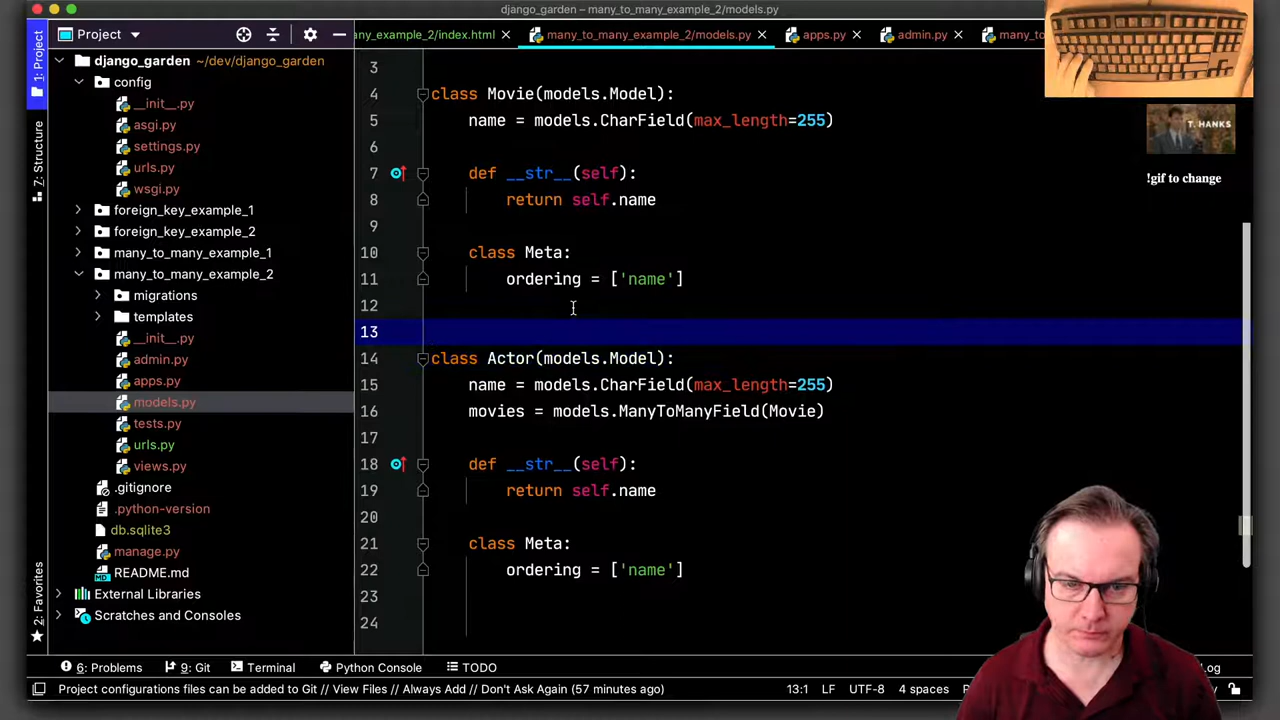 django_garden – many_to_many_example_2/models.py
Project
any_example_2/index.html
many_to_many_example_2/models.py
apps.py
admin.py
many_to
1: Project
7: Structure
2: Favorites
django_garden ~/dev/django_garden
config
__init__.py
asgi.py
settings.py
urls.py
wsgi.py
foreign_key_example_1
foreign_key_example_2
many_to_many_example_1
many_to_many_example_2
migrations
templates
__init__.py
admin.py
apps.py
models.py
tests.py
urls.py
views.py
.gitignore
.python-version
db.sqlite3
manage.py
README.md
External Libraries
Scratches and Consoles
3
4 class Movie(models.Model):
5 name = models.CharField(max_length=255)
6
7 def __str__(self):
8 return self.name
9
10 class Meta:
11 ordering = ['name']
12
13
14 class Actor(models.Model):
15 name = models.CharField(max_length=255)
16 movies = models.ManyToManyField(Movie)
17
18 def __str__(self):
19 return self.name
20
21 class Meta:
22 ordering = ['name']
23
24
T. HANKS
!gif to change
6: Problems
9: Git
Terminal
Python Console
TODO
Log
Project configurations files can be added to Git // View Files // Always Add // Don't Ask Again (57 minutes ago)
13:1
LF
UTF-8
4 spaces